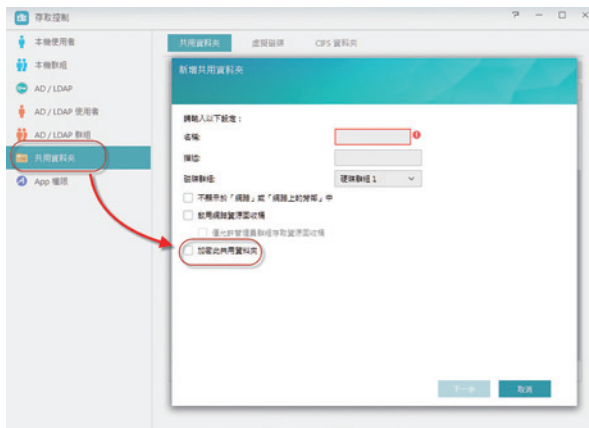 存取控制
本機使用者
本機群組
AD / LDAP
AD / LDAP 使用者
AD / LDAP 群組
共用資料夾
App 權限
共用資料夾 虛擬磁碟 CIFS 資料夾
新增共用資料夾
請輸入以下設定：
名稱:
描述:
磁碟群組: 硬碟群組 1
不顯示於「網路」或「網路上的芳鄰」中
啟用網路資源回收桶
僅允許管理員群組存取資源回收桶
加密此共用資料夾
下一步 取消